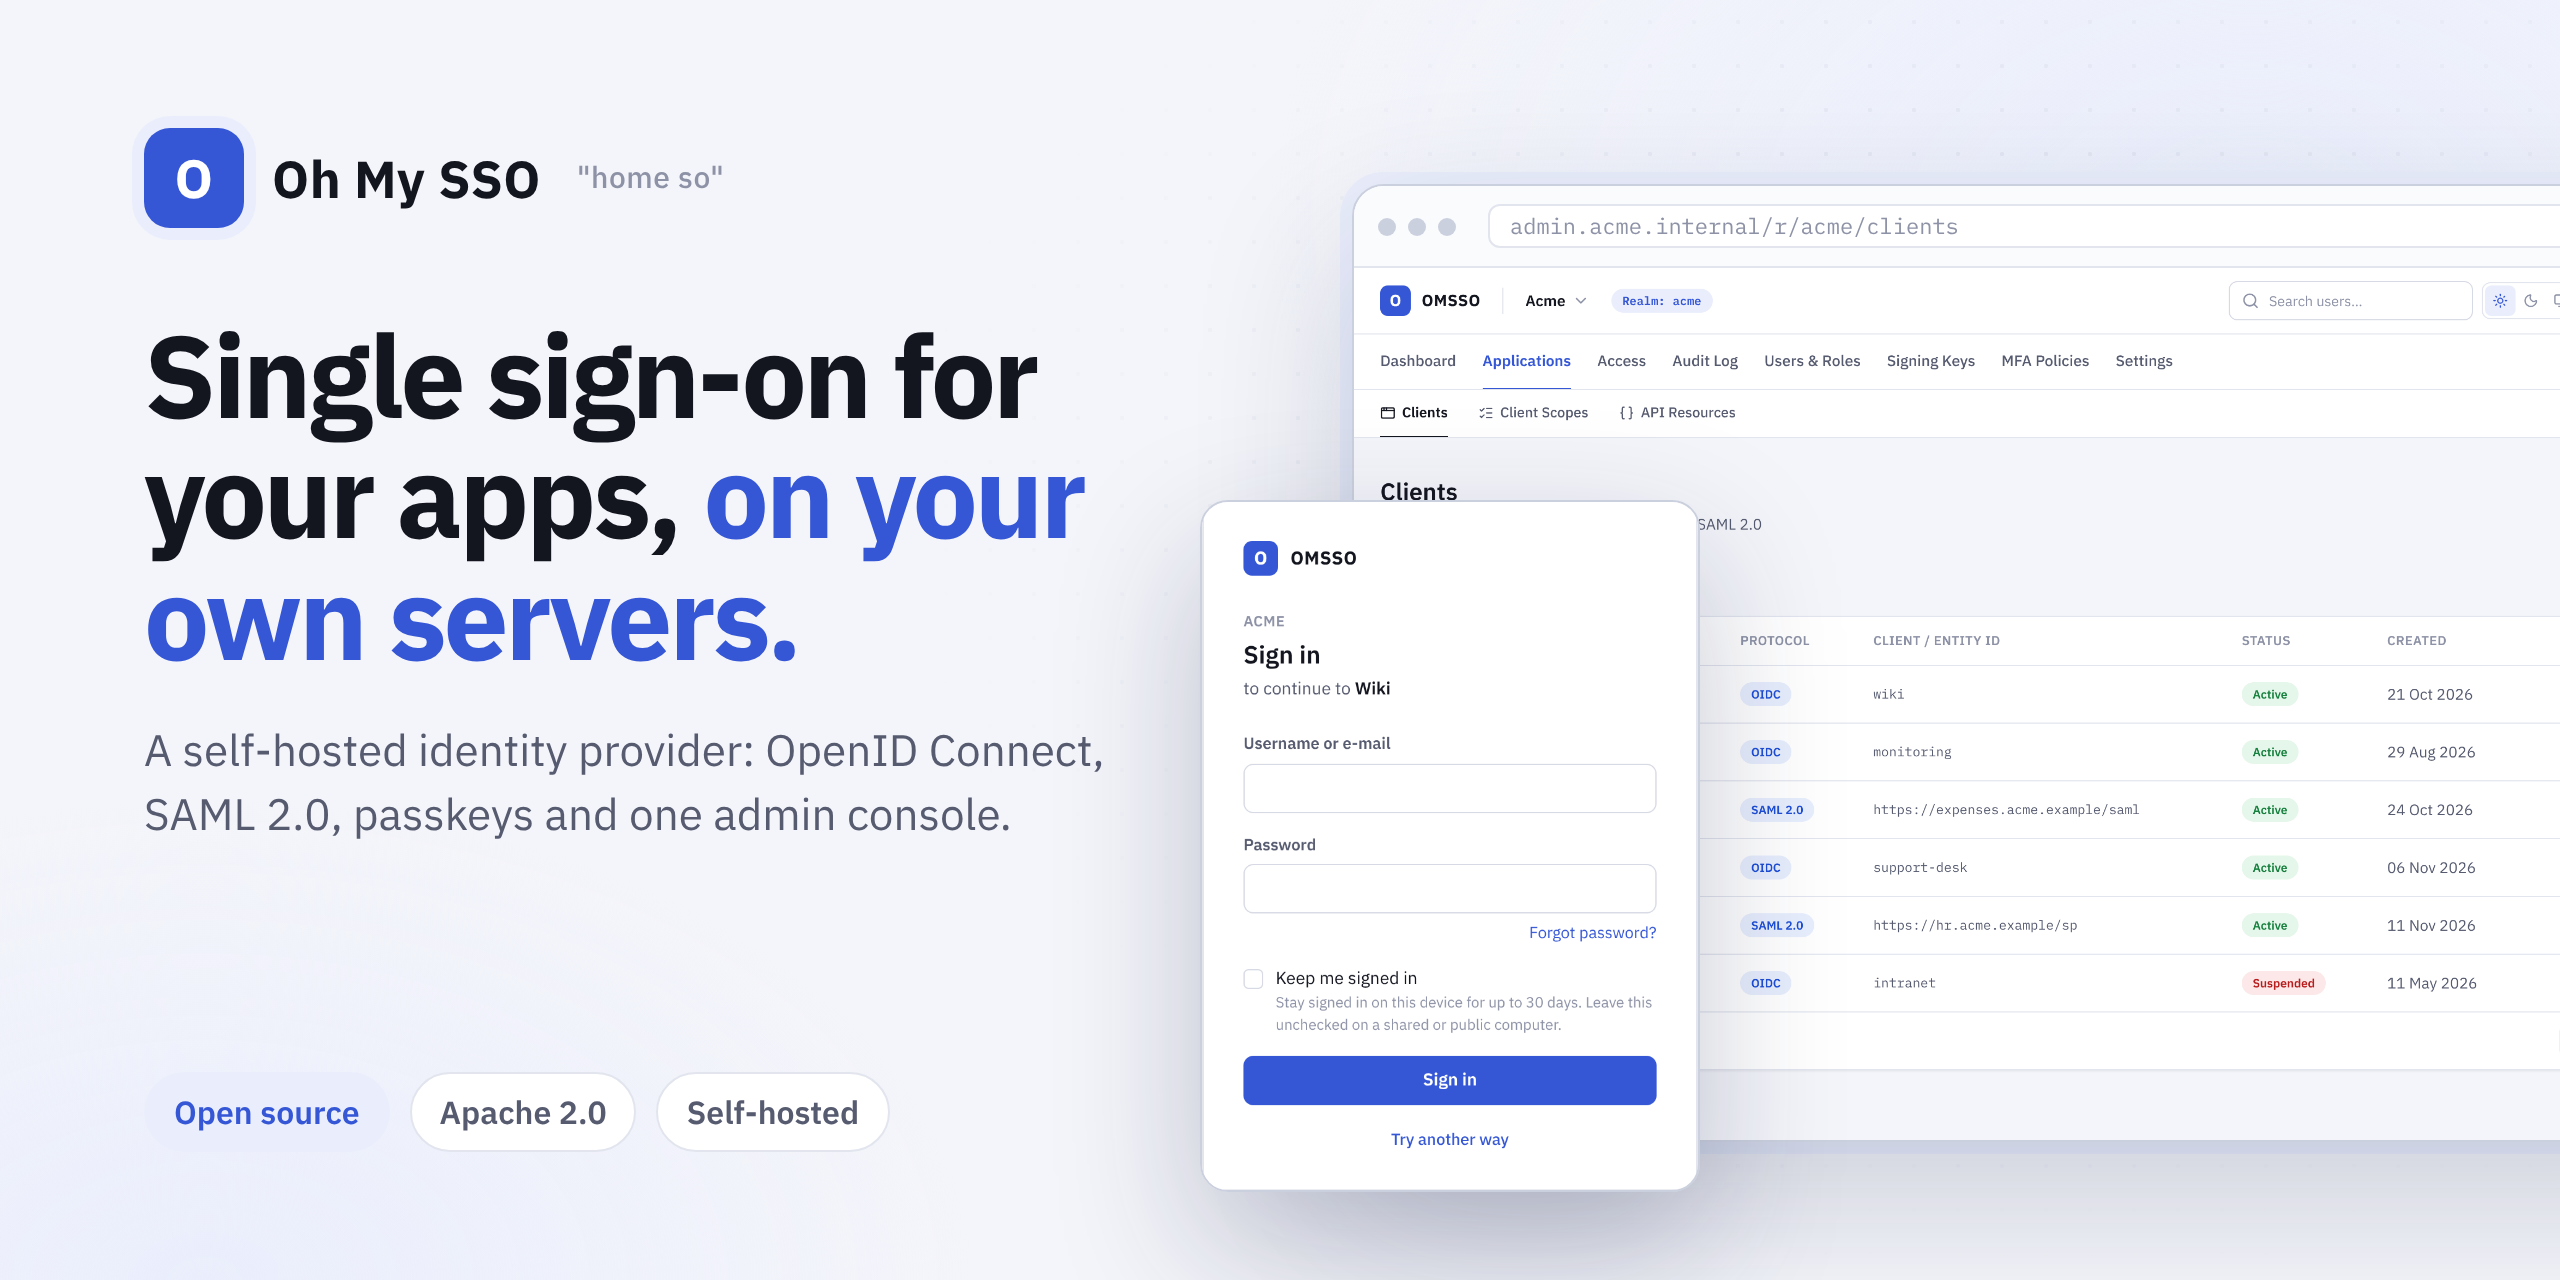 O
Oh My SSO "home so"
Single sign-on for
your apps, on your
own servers.
A self-hosted identity provider: OpenID Connect,
SAML 2.0, passkeys and one admin console.
Open source Apache 2.0 Self-hosted
admin.acme.internal/r/acme/clients
O OMSSO Acme Realm: acme Search users...
Dashboard Applications Access Audit Log Users & Roles Signing Keys MFA Policies Settings
Clients Client Scopes {} API Resources
Clients
SAML 2.0
PROTOCOL CLIENT / ENTITY ID STATUS CREATED
OIDC wiki Active 21 Oct 2026
OIDC monitoring Active 29 Aug 2026
SAML 2.0 https://expenses.acme.example/saml Active 24 Oct 2026
OIDC support-desk Active 06 Nov 2026
SAML 2.0 https://hr.acme.example/sp Active 11 Nov 2026
OIDC intranet Suspended 11 May 2026
O OMSSO
ACME
Sign in
to continue to Wiki
Username or e-mail
Password
Forgot password?
Keep me signed in
Stay signed in on this device for up to 30 days. Leave this
unchecked on a shared or public computer.
Sign in
Try another way